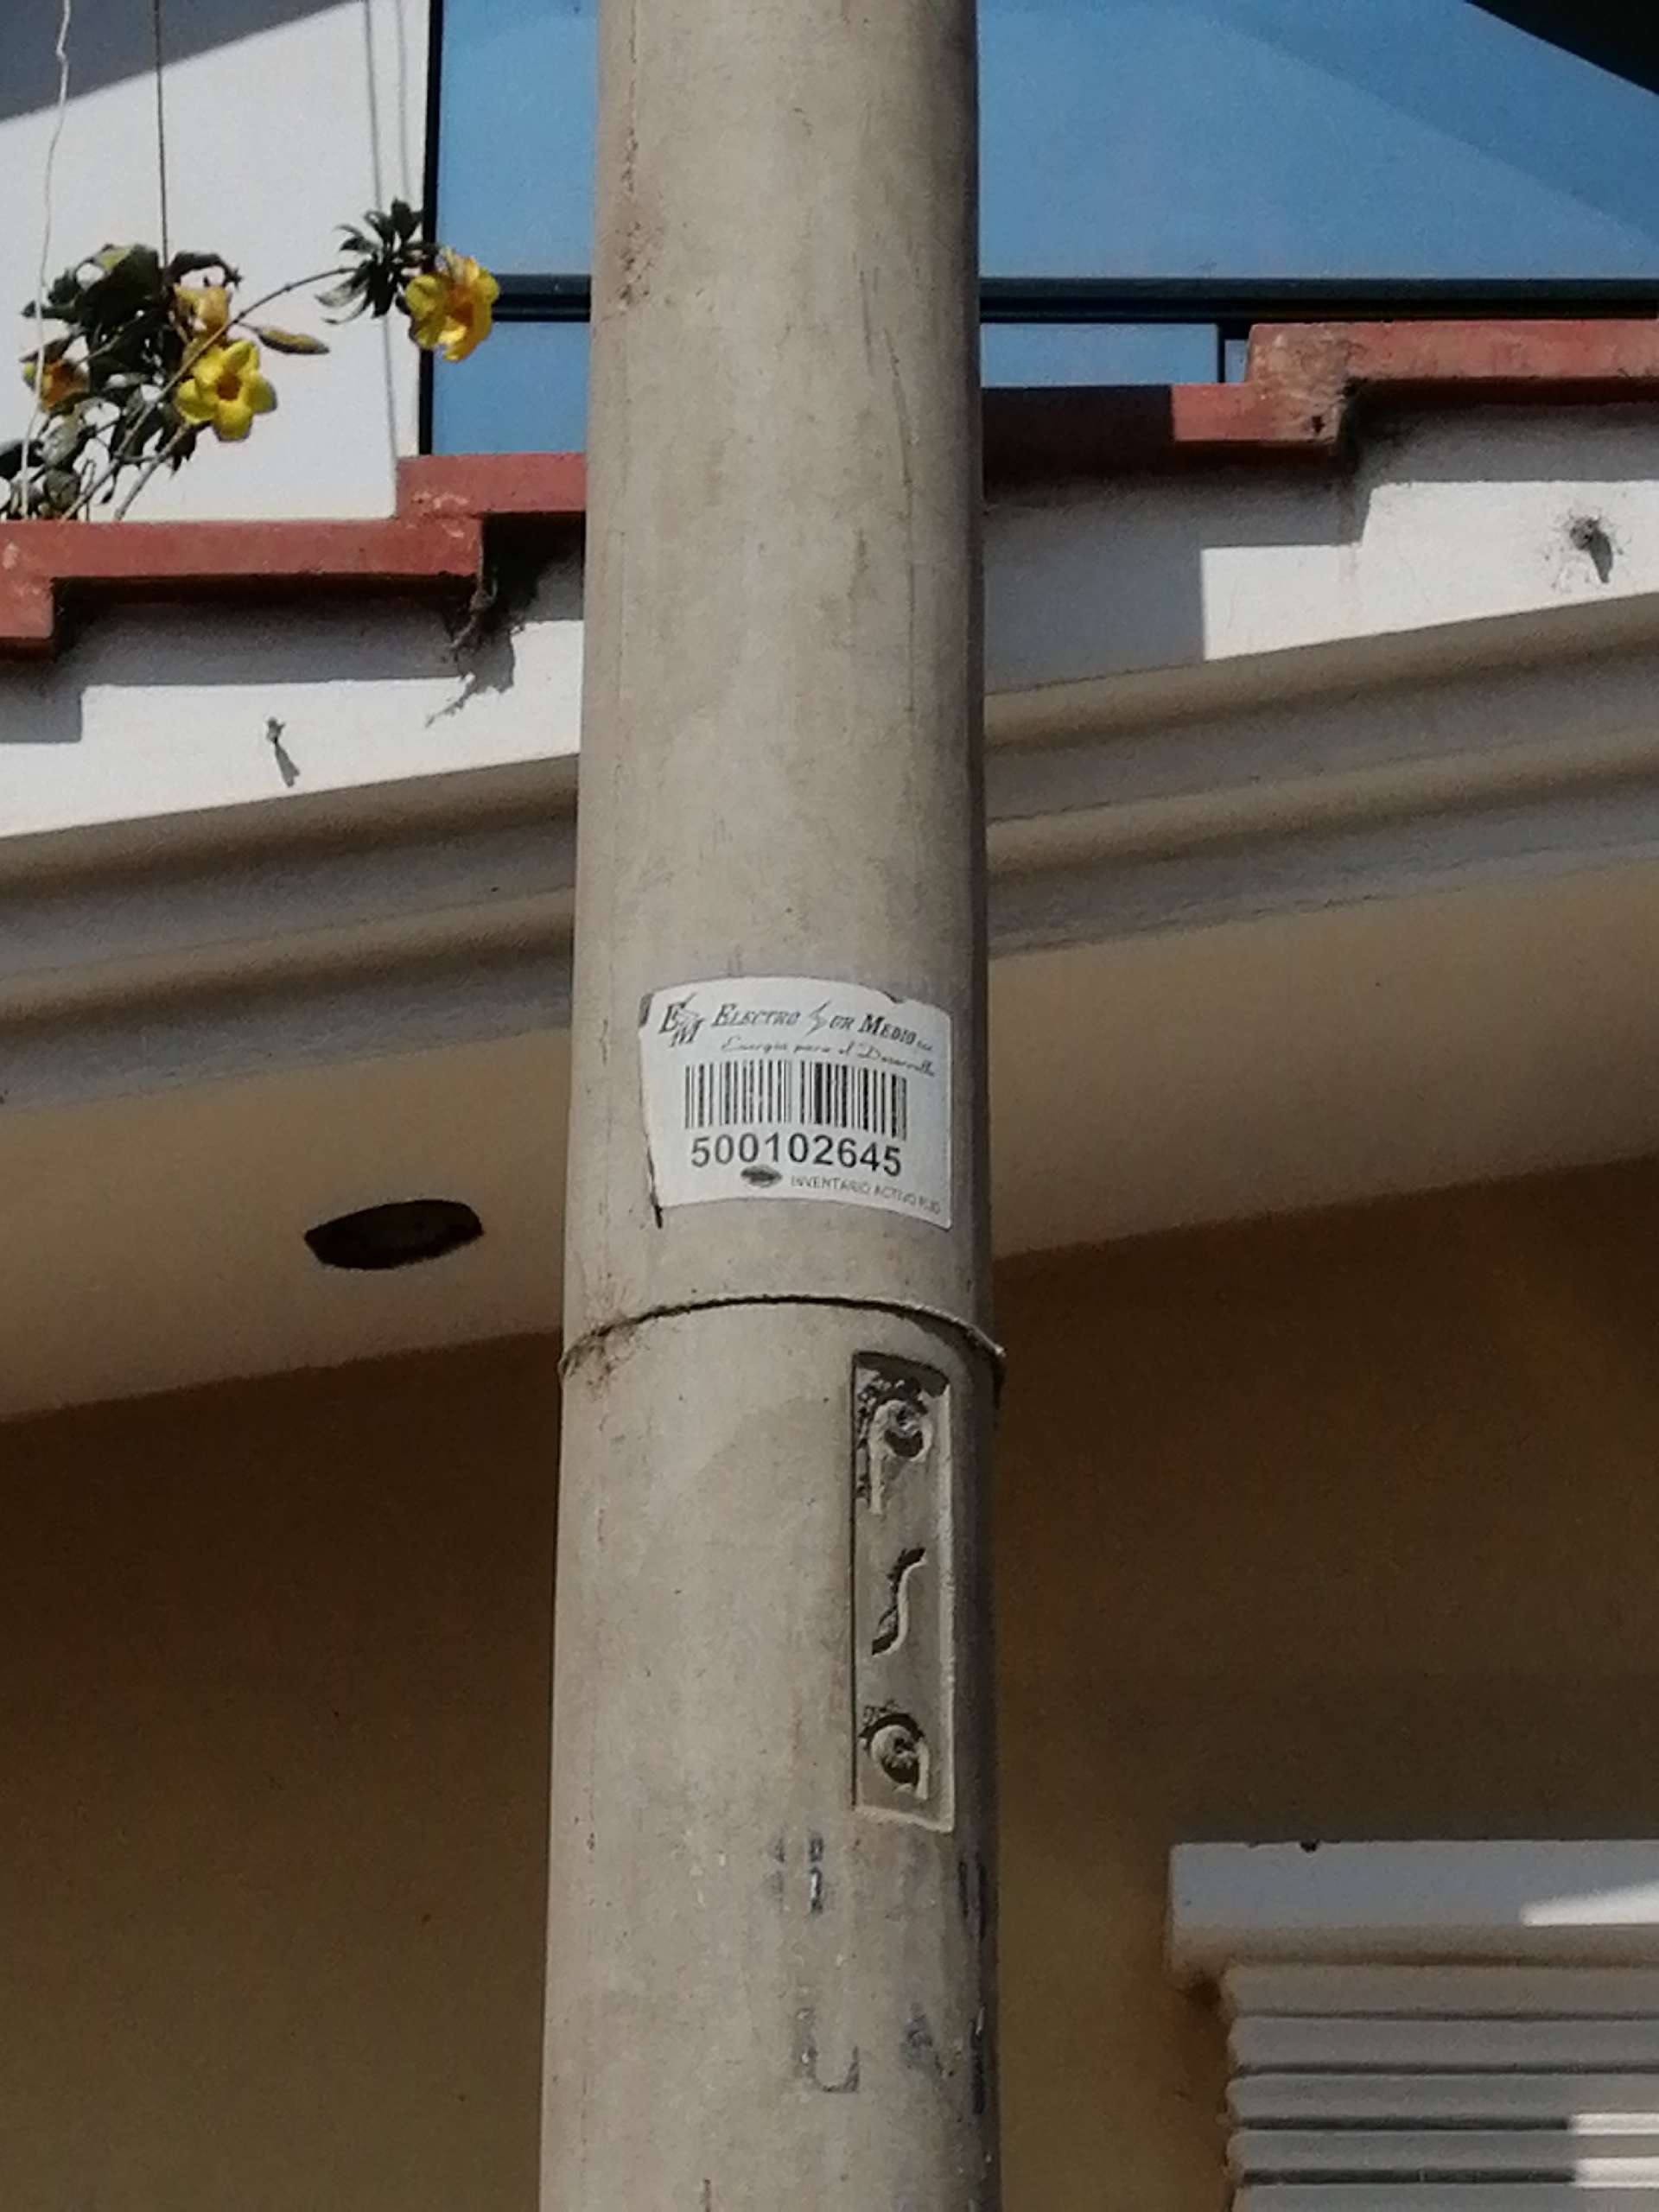 EM ELECTRO SUR MEDIO S.A.A.
Energía para el Desarrollo
500102645
INVENTARIO ACTIVO FIJO
p
s
a